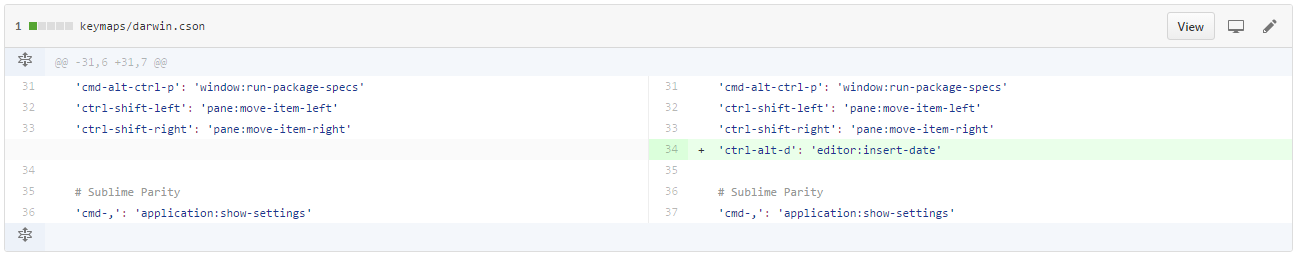 1 keymaps/darwin.cson View
@@ -31,6 +31,7 @@
31 'cmd-alt-ctrl-p': 'window:run-package-specs' 31 'cmd-alt-ctrl-p': 'window:run-package-specs'
32 'ctrl-shift-left': 'pane:move-item-left' 32 'ctrl-shift-left': 'pane:move-item-left'
33 'ctrl-shift-right': 'pane:move-item-right' 33 'ctrl-shift-right': 'pane:move-item-right'
34 + 'ctrl-alt-d': 'editor:insert-date'
34 35
35 # Sublime Parity 36 # Sublime Parity
36 'cmd-,': 'application:show-settings' 37 'cmd-,': 'application:show-settings'